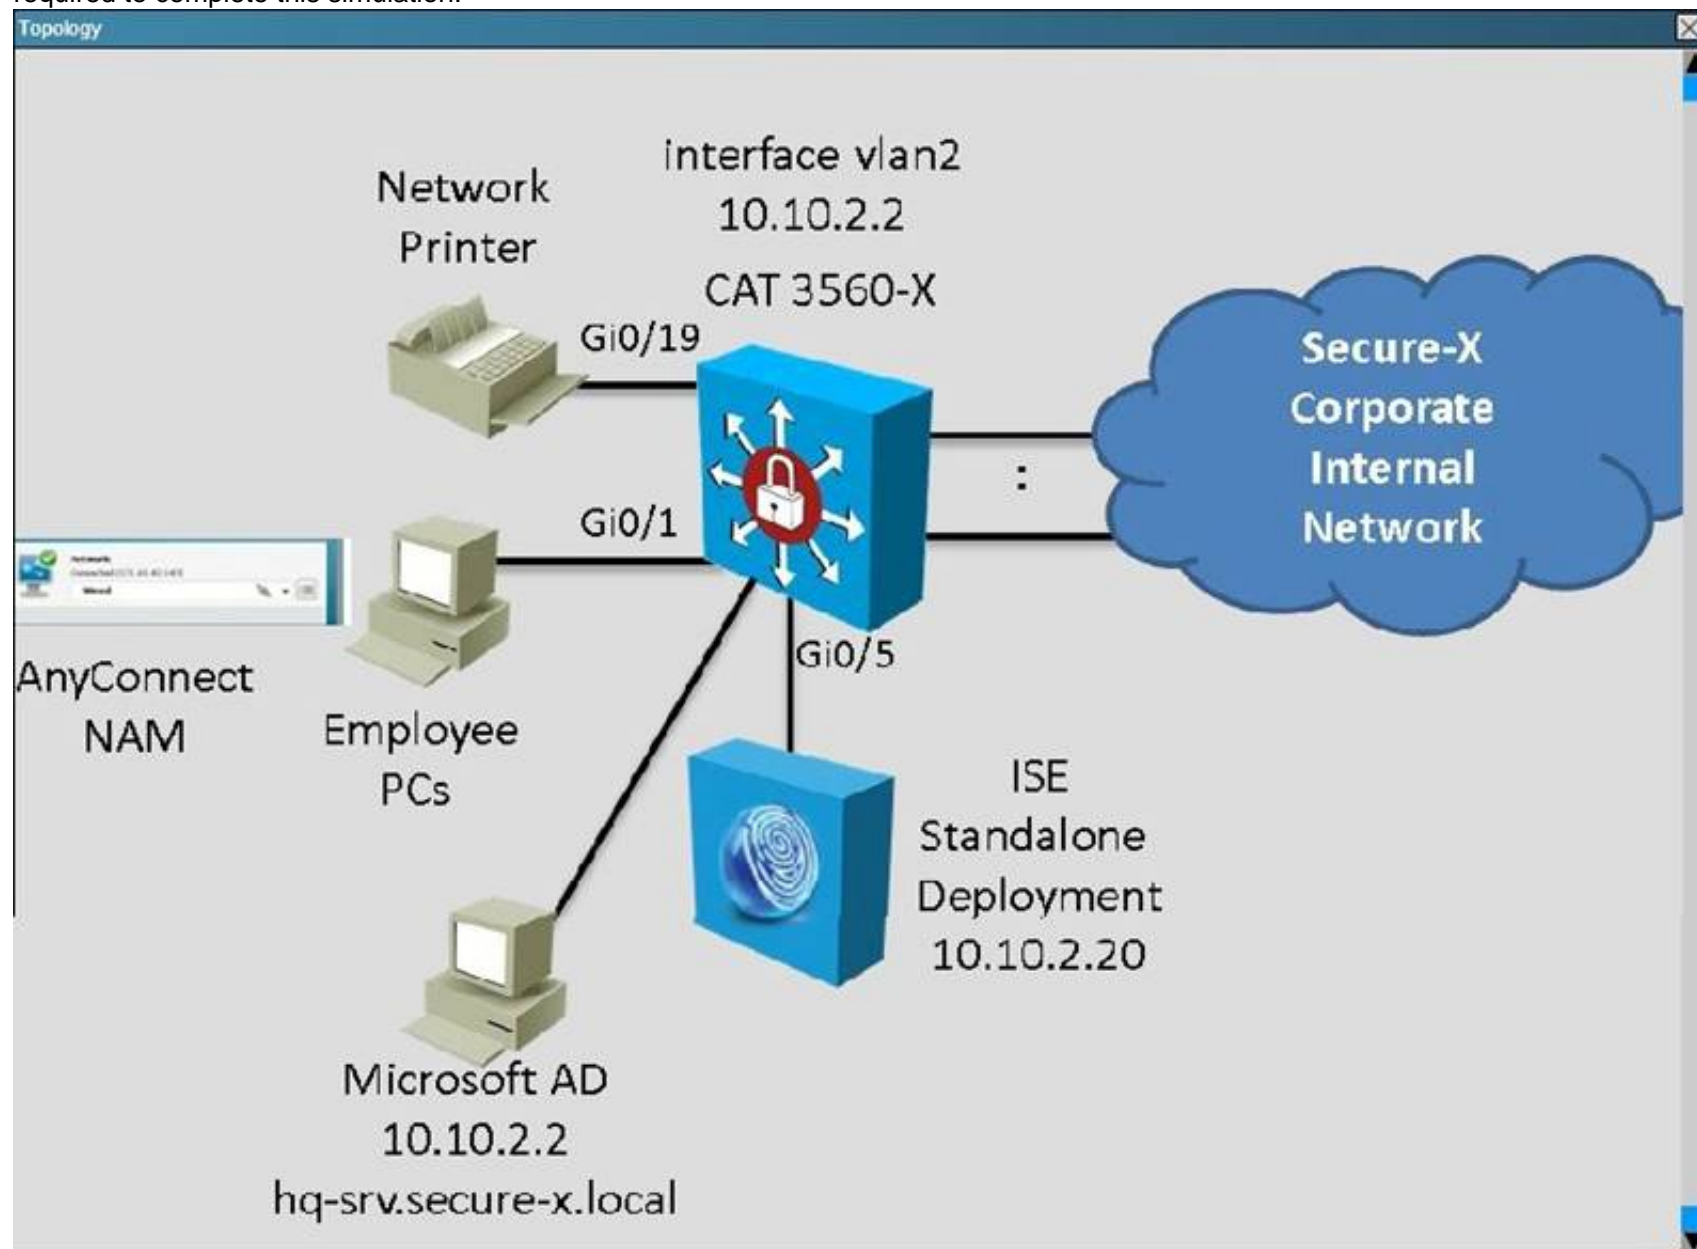 required to complete this simulation.
Topology
interface vlan2
10.10.2.2
CAT 3560-X
Network
Printer
Gi0/19
Secure-X
Corporate
Internal
Network
:
Gi0/1
Network
Wired
AnyConnect
NAM
Employee
PCs
Gi0/5
ISE
Standalone
Deployment
10.10.2.20
Microsoft AD
10.10.2.2
hq-srv.secure-x.local